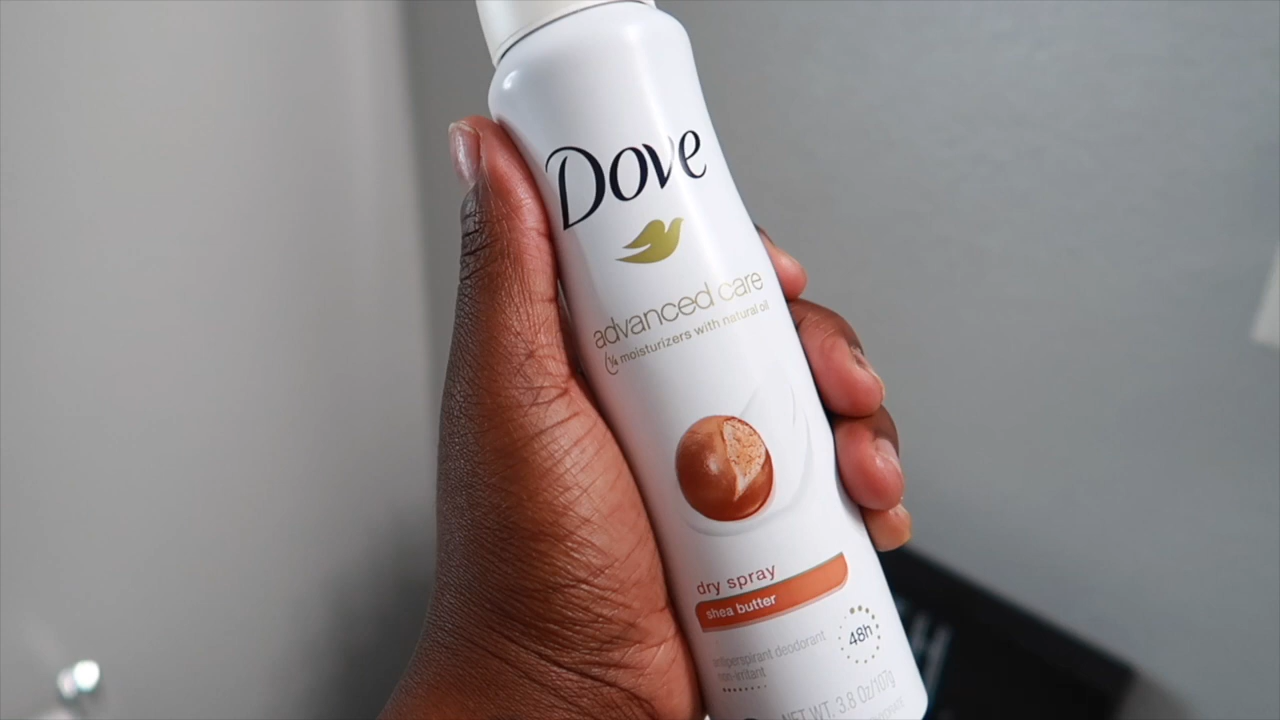 Dove
advanced care
¼ moisturizers with natural oil
dry spray
shea butter
48h
antiperspirant deodorant
non-irritant
NET WT. 3.8 Oz/107g